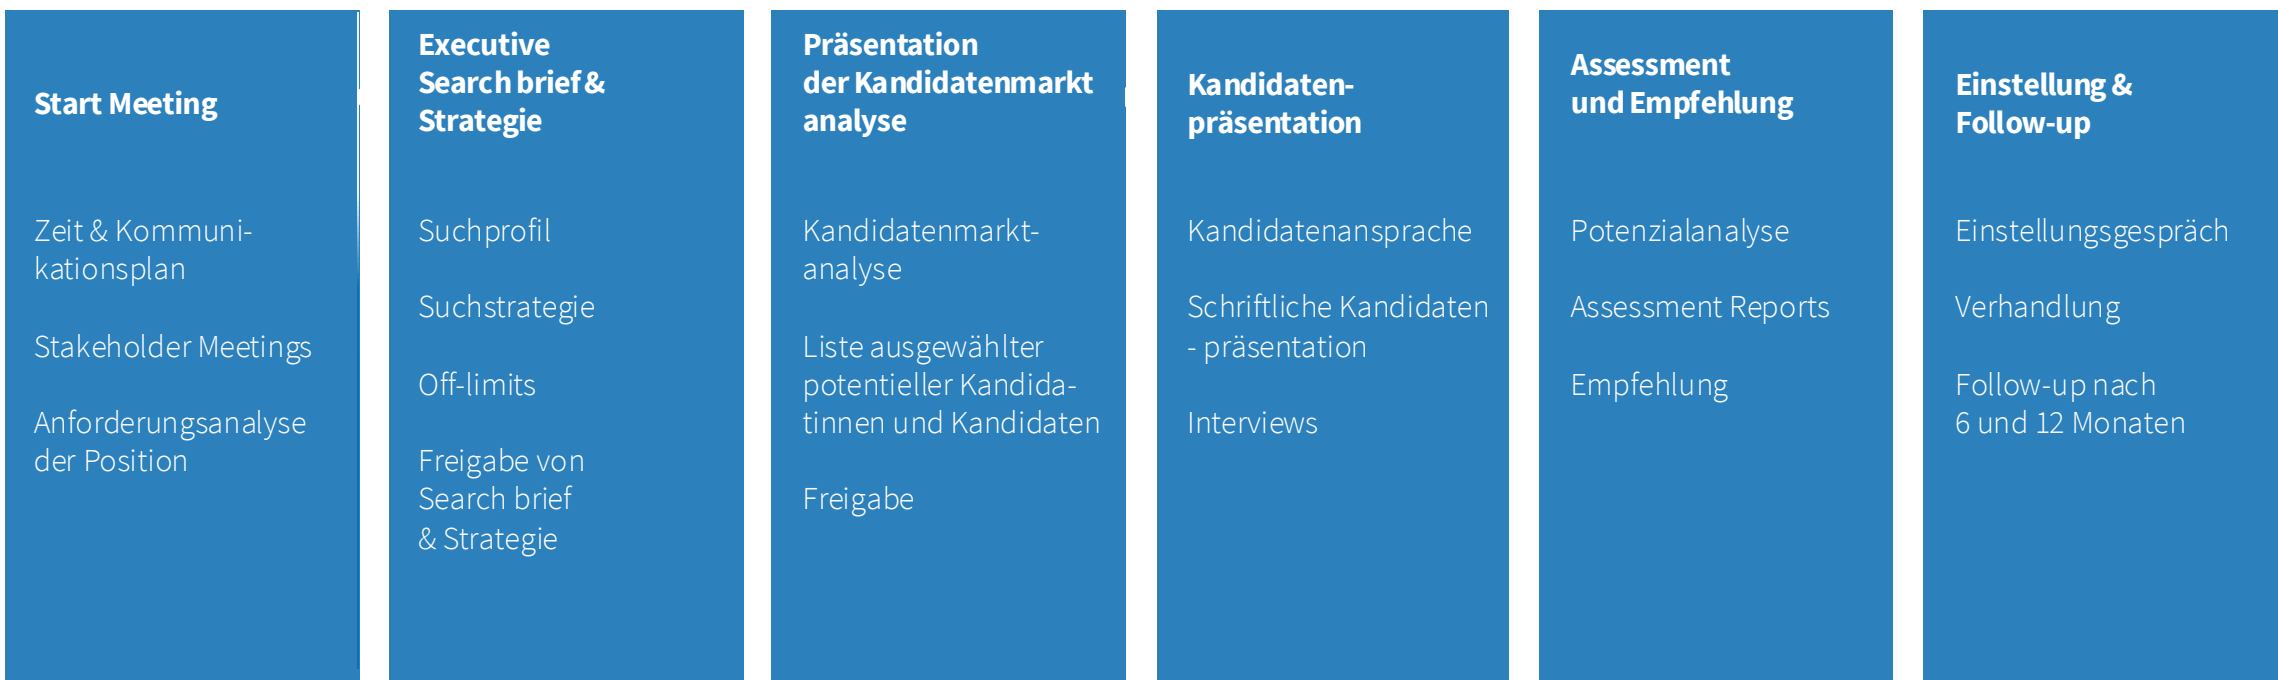 Start Meeting
Zeit & Kommuni-
kationsplan
Stakeholder Meetings
Anforderungsanalyse
der Position
Executive
Search brief &
Strategie
Suchprofil
Suchstrategie
Off-limits
Freigabe von
Search brief
& Strategie
Präsentation
der Kandidatenmarkt
analyse
Kandidatenmarkt-
analyse
Liste ausgewählter
potentieller Kandida-
tinnen und Kandidaten
Freigabe
Kandidaten-
präsentation
Kandidatenansprache
Schriftliche Kandidaten
- präsentation
Interviews
Assessment
und Empfehlung
Potenzialanalyse
Assessment Reports
Empfehlung
Einstellung &
Follow-up
Einstellungsgespräch
Verhandlung
Follow-up nach
6 und 12 Monaten